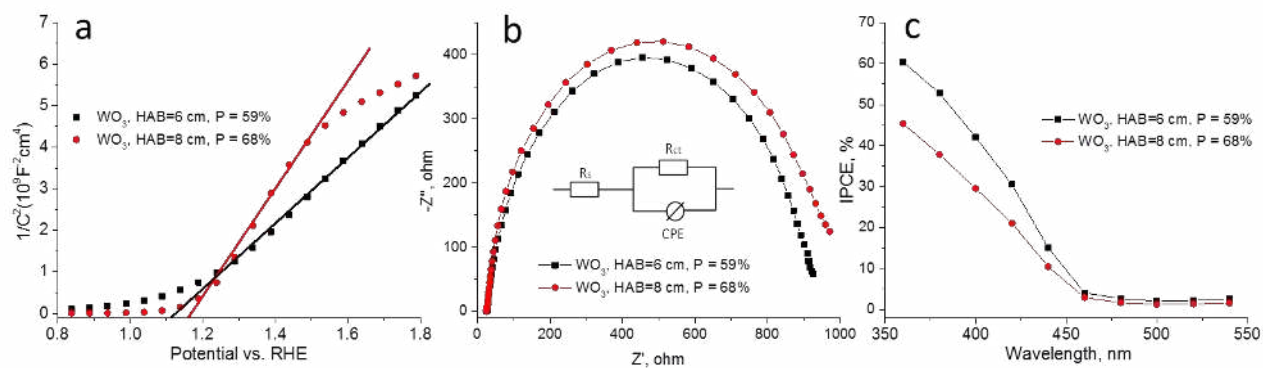 a
7
6
5
4
3
2
1
0
1/C²(10⁹F⁻²cm⁴)
WO₃, HAB=6 cm, P = 59%
WO₃, HAB=8 cm, P = 68%
0.8 1.0 1.2 1.4 1.6 1.8
Potential vs. RHE
b
400
300
200
100
0
-Z'', ohm
Rs
Rct
CPE
WO₃, HAB=6 cm, P = 59%
WO₃, HAB=8 cm, P = 68%
0 200 400 600 800 1000
Z', ohm
c
70
60
50
40
30
20
10
0
IPCE, %
WO₃, HAB=6 cm, P = 59%
WO₃, HAB=8 cm, P = 68%
350 400 450 500 550
Wavelength, nm